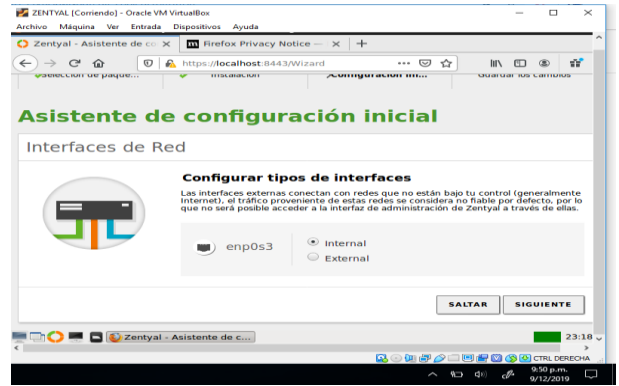 ZENTYAL [Corriendo] - Oracle VM VirtualBox
Archivo Máquina Ver Entrada Dispositivos Ayuda
Zentyal - Asistente de co
Firefox Privacy Notice —
https://localhost:8443/Wizard
Selección de paque...
Instalación
Configuración ini...
Guardar los cambios
Asistente de configuración inicial
Interfaces de Red
Configurar tipos de interfaces
Las interfaces externas conectan con redes que no están bajo tu control (generalmente
Internet), el tráfico proveniente de estas redes se considera no fiable por defecto, por lo
que no será posible acceder a la interfaz de administración de Zentyal a través de ellas.
enp0s3
Internal
External
SALTAR
SIGUIENTE
Zentyal - Asistente de c...
23:18
CTRL DERECHA
9:50 p.m.
9/12/2019